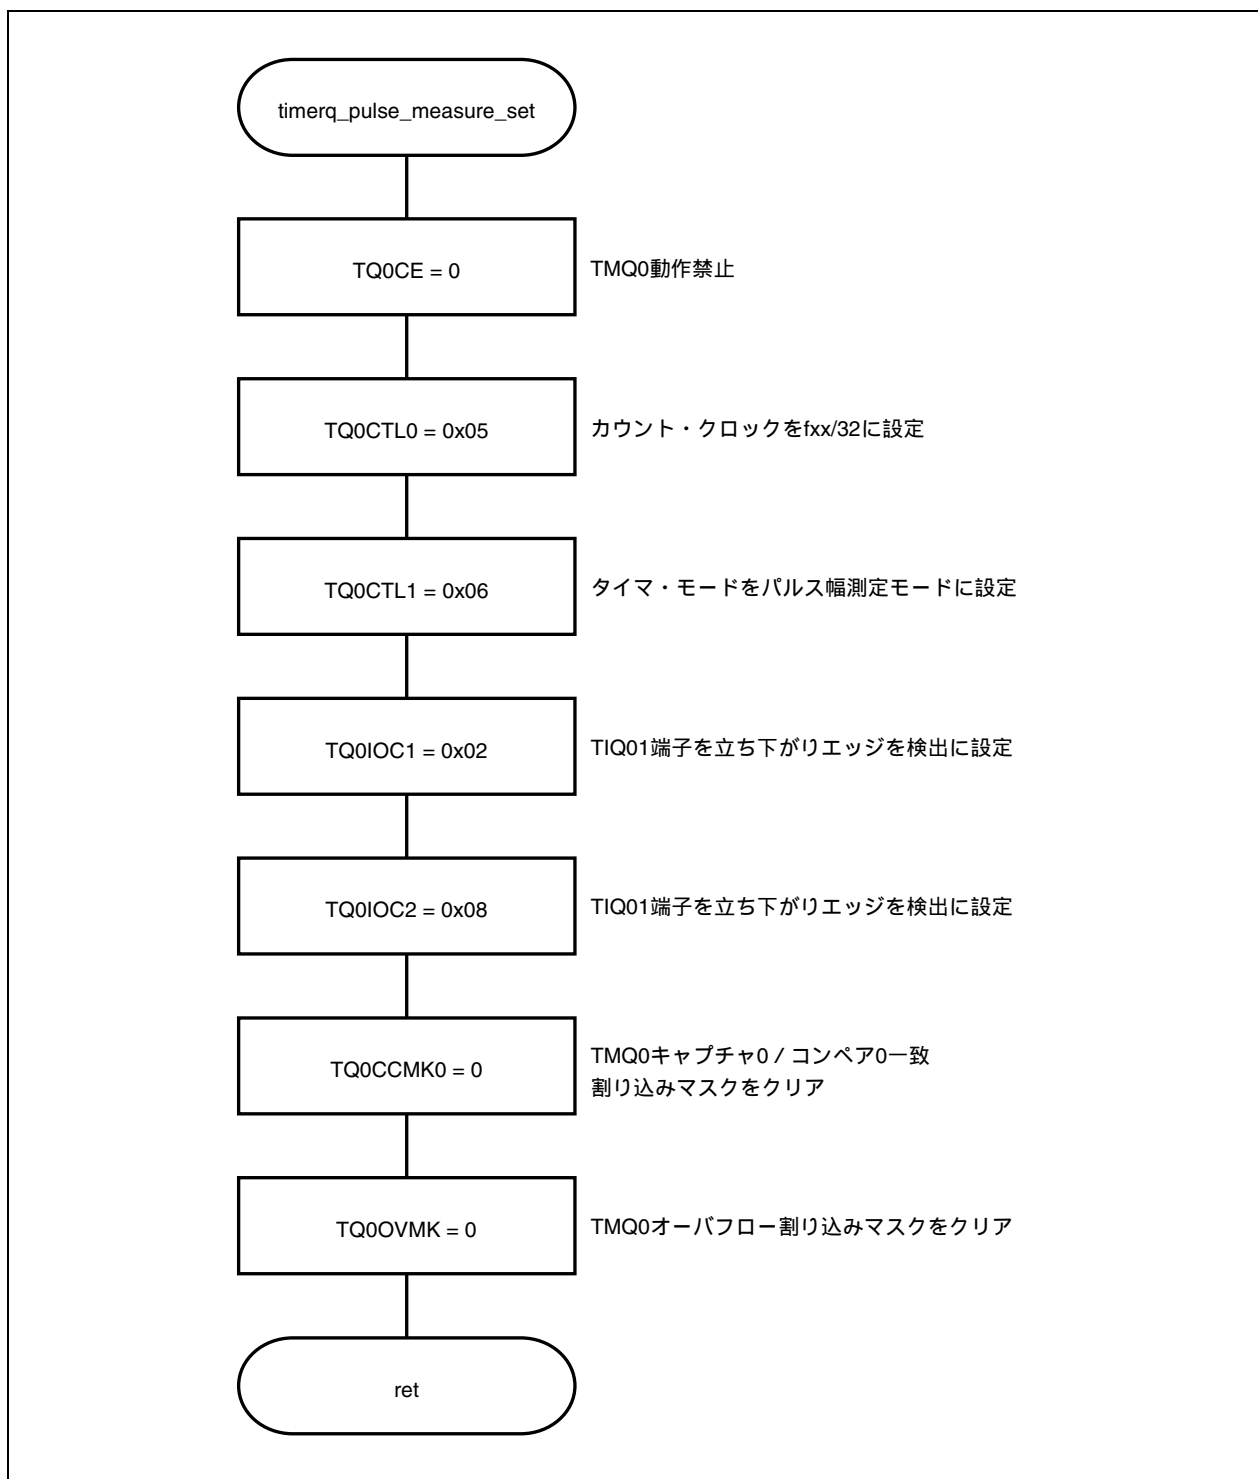 timerq_pulse_measure_set
TQ0CE = 0
TMQ0動作禁止
TQ0CTL0 = 0x05
カウント・クロックをfxx/32に設定
TQ0CTL1 = 0x06
タイマ・モードをパルス幅測定モードに設定
TQ0IOC1 = 0x02
TIQ01端子を立ち下がりエッジを検出に設定
TQ0IOC2 = 0x08
TIQ01端子を立ち下がりエッジを検出に設定
TQ0CCMK0 = 0
TMQ0キャプチャ0 / コンペア0一致
割り込みマスクをクリア
TQ0OVMK = 0
TMQ0オーバフロー割り込みマスクをクリア
ret